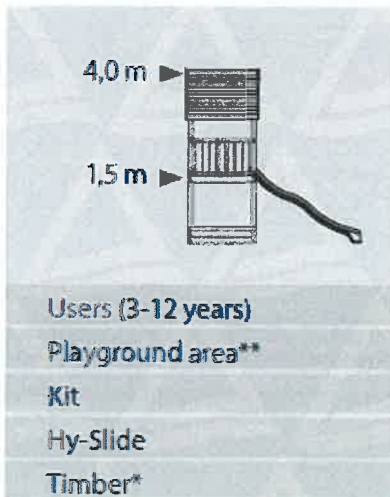 4,0 m
1,5 m
Users (3-12 years)
Playground area**
Kit
Hy-Slide
Timber*